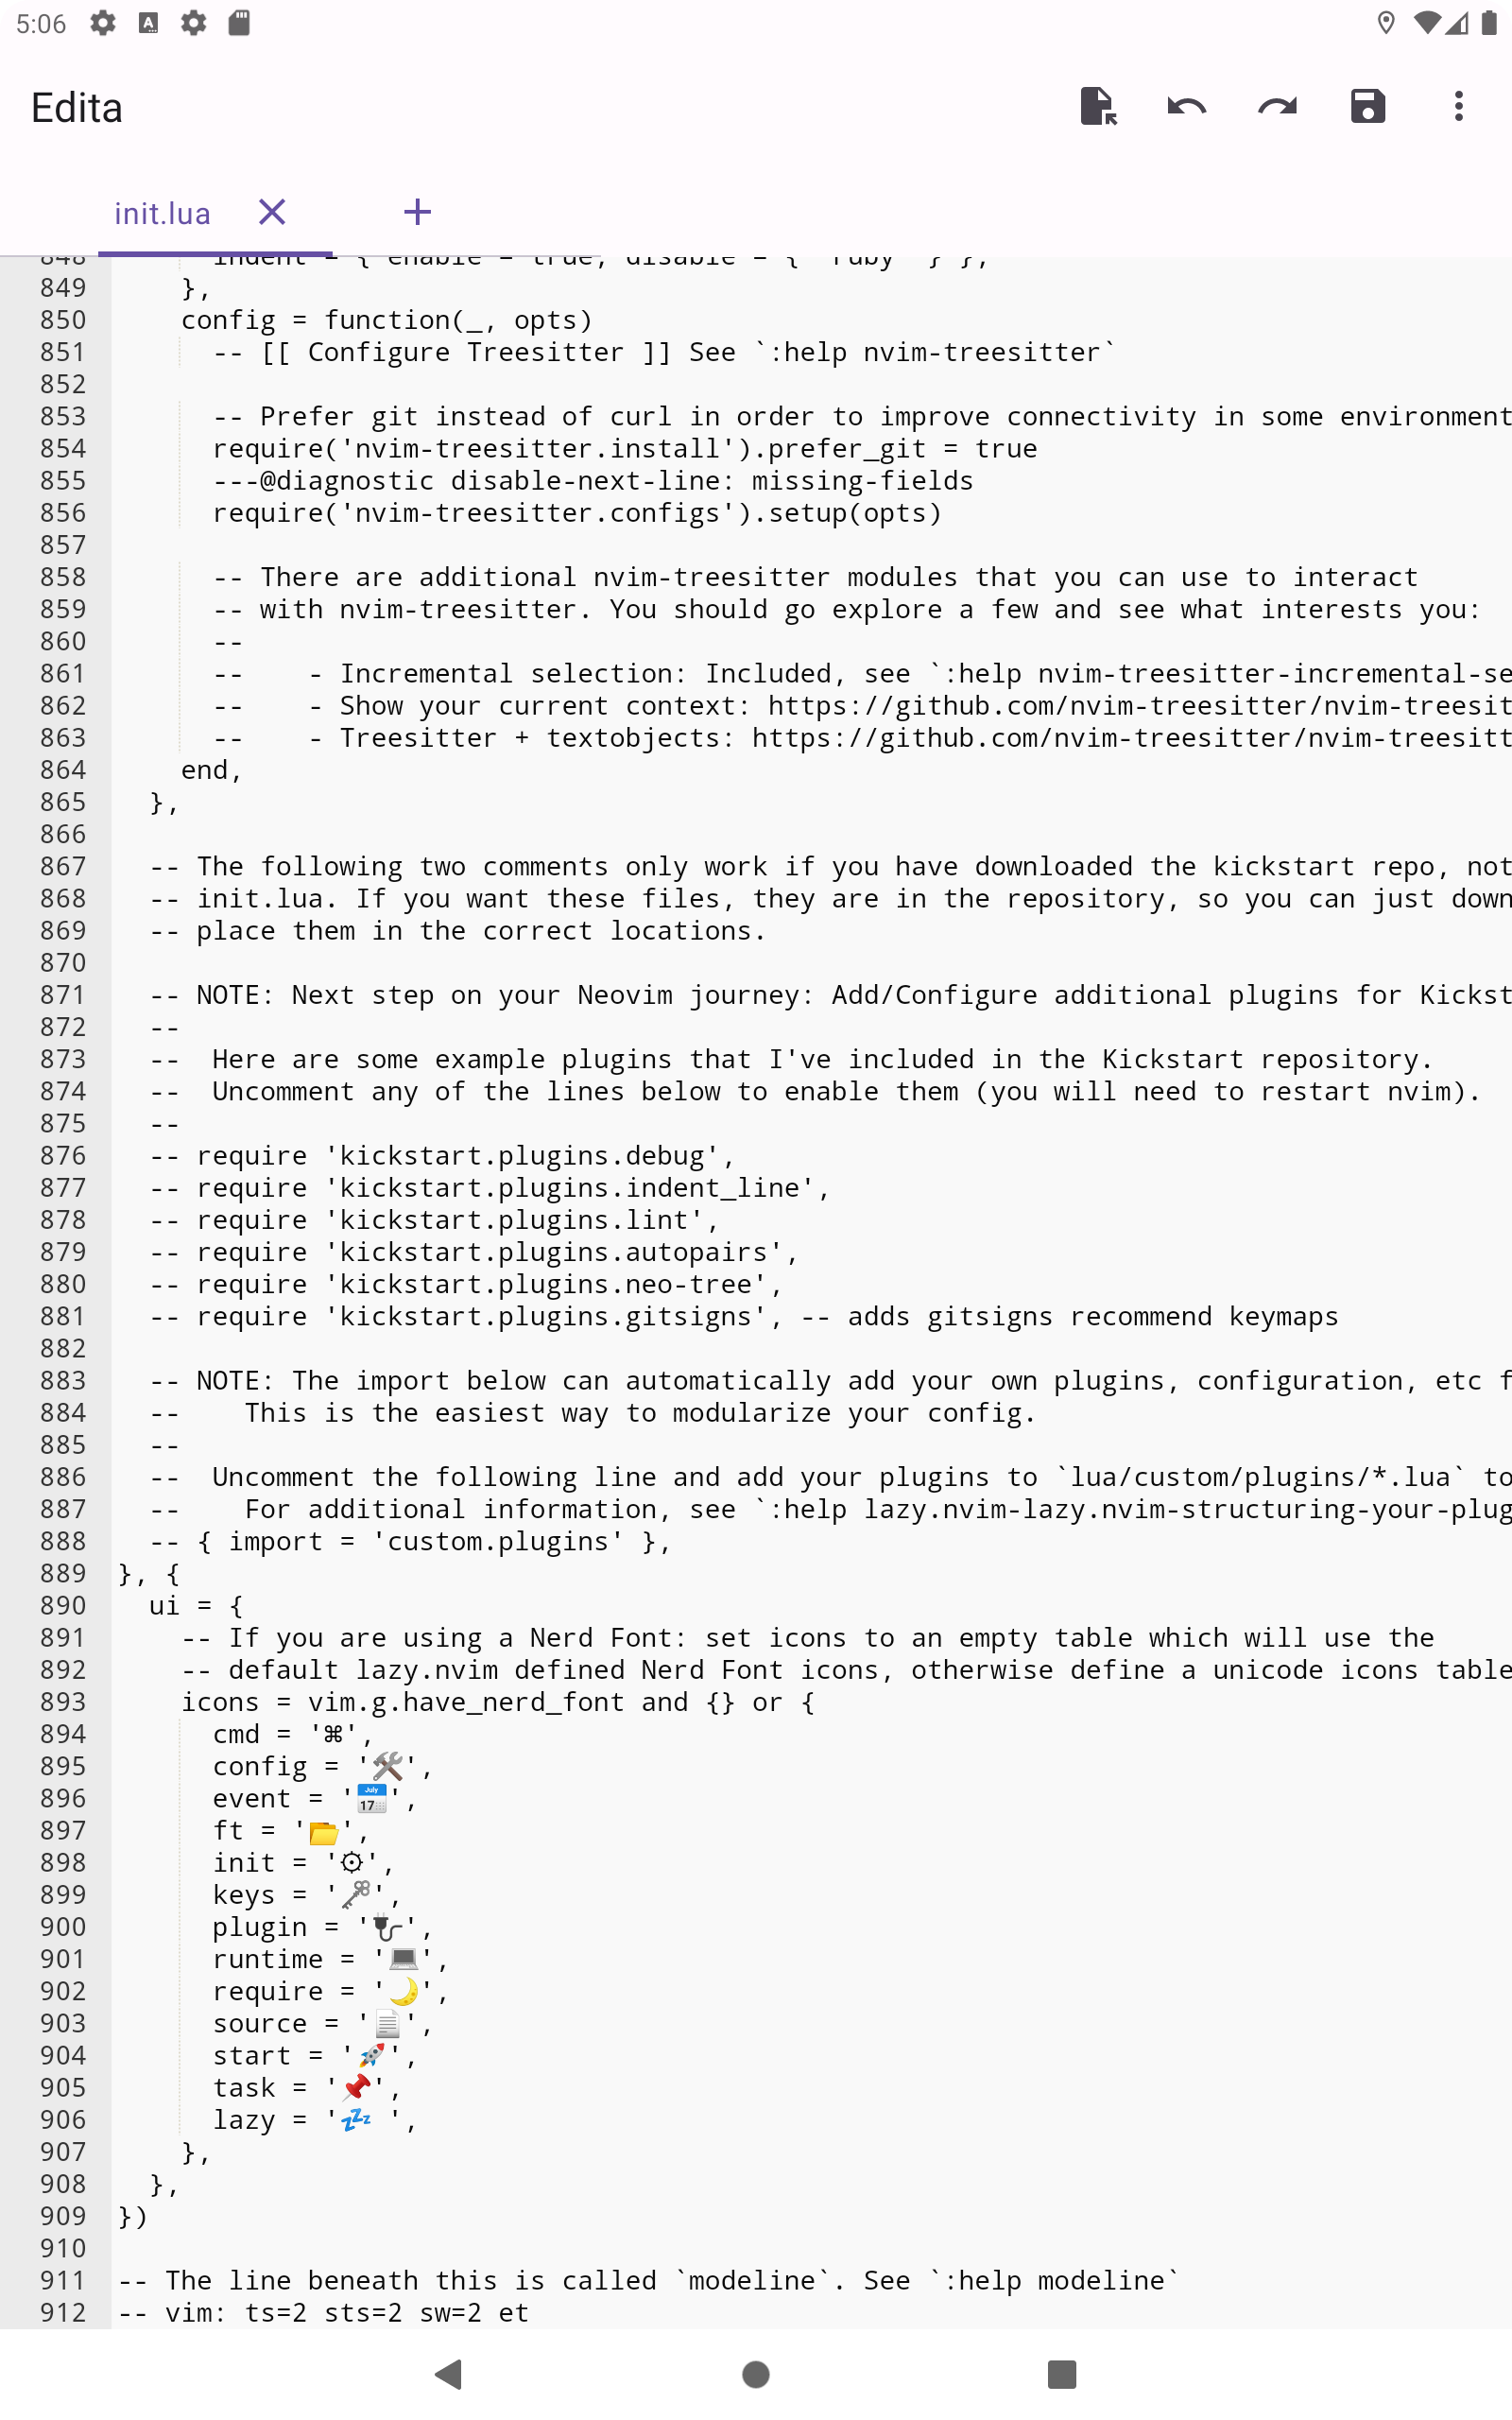 5:06
Edita
init.lua
848 indent = { enable = true, disable = { 'ruby' } },
849 },
850 config = function(_, opts)
851 -- [[ Configure Treesitter ]] See `:help nvim-treesitter`
852
853 -- Prefer git instead of curl in order to improve connectivity in some environment
854 require('nvim-treesitter.install').prefer_git = true
855 ---@diagnostic disable-next-line: missing-fields
856 require('nvim-treesitter.configs').setup(opts)
857
858 -- There are additional nvim-treesitter modules that you can use to interact
859 -- with nvim-treesitter. You should go explore a few and see what interests you:
860 --
861 --    - Incremental selection: Included, see `:help nvim-treesitter-incremental-se
862 --    - Show your current context: https://github.com/nvim-treesitter/nvim-treesit
863 --    - Treesitter + textobjects: https://github.com/nvim-treesitter/nvim-treesitt
864 end,
865 },
866
867 -- The following two comments only work if you have downloaded the kickstart repo, not
868 -- init.lua. If you want these files, they are in the repository, so you can just down
869 -- place them in the correct locations.
870
871 -- NOTE: Next step on your Neovim journey: Add/Configure additional plugins for Kickst
872 --
873 --  Here are some example plugins that I've included in the Kickstart repository.
874 --  Uncomment any of the lines below to enable them (you will need to restart nvim).
875 --
876 -- require 'kickstart.plugins.debug',
877 -- require 'kickstart.plugins.indent_line',
878 -- require 'kickstart.plugins.lint',
879 -- require 'kickstart.plugins.autopairs',
880 -- require 'kickstart.plugins.neo-tree',
881 -- require 'kickstart.plugins.gitsigns', -- adds gitsigns recommend keymaps
882
883 -- NOTE: The import below can automatically add your own plugins, configuration, etc f
884 --    This is the easiest way to modularize your config.
885 --
886 --  Uncomment the following line and add your plugins to `lua/custom/plugins/*.lua` to
887 --    For additional information, see `:help lazy.nvim-lazy.nvim-structuring-your-plug
888 -- { import = 'custom.plugins' },
889 }, {
890 ui = {
891 -- If you are using a Nerd Font: set icons to an empty table which will use the
892 -- default lazy.nvim defined Nerd Font icons, otherwise define a unicode icons table
893 icons = vim.g.have_nerd_font and {} or {
894 cmd = '⌘',
895 config = '🛠',
896 event = '📅',
897 ft = '📂',
898 init = '⚙',
899 keys = '🗝',
900 plugin = '🔌',
901 runtime = '💻',
902 require = '🌙',
903 source = '📄',
904 start = '🚀',
905 task = '📌',
906 lazy = '💤 ',
907 },
908 },
909 })
910
911 -- The line beneath this is called `modeline`. See `:help modeline`
912 -- vim: ts=2 sts=2 sw=2 et